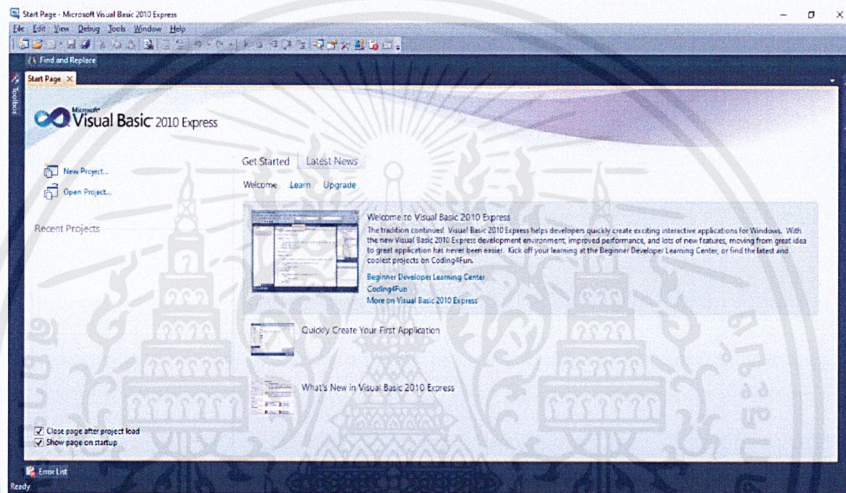 Start Page - Microsoft Visual Basic 2010 Express
File Edit View Debug Tools Window Help
Find and Replace
Toolbox
Start Page
Microsoft
Visual Basic 2010 Express
New Project...
Open Project...
Recent Projects
Get Started Latest News
Welcome Learn Upgrade
Welcome to Visual Basic 2010 Express
The tradition continues! Visual Basic 2010 Express helps developers quickly create exciting interactive applications for Windows. With
the new Visual Basic 2010 Express development environment, improved performance, and lots of new features, moving from great idea
to great application has never been easier. Kick off your learning at the Beginner Developer Learning Center, or find the latest and
coolest projects on Coding4Fun.
Beginner Developer Learning Center
Coding4Fun
More on Visual Basic 2010 Express
Quickly Create Your First Application
What's New in Visual Basic 2010 Express
Close page after project load
Show page on startup
Error List
Ready